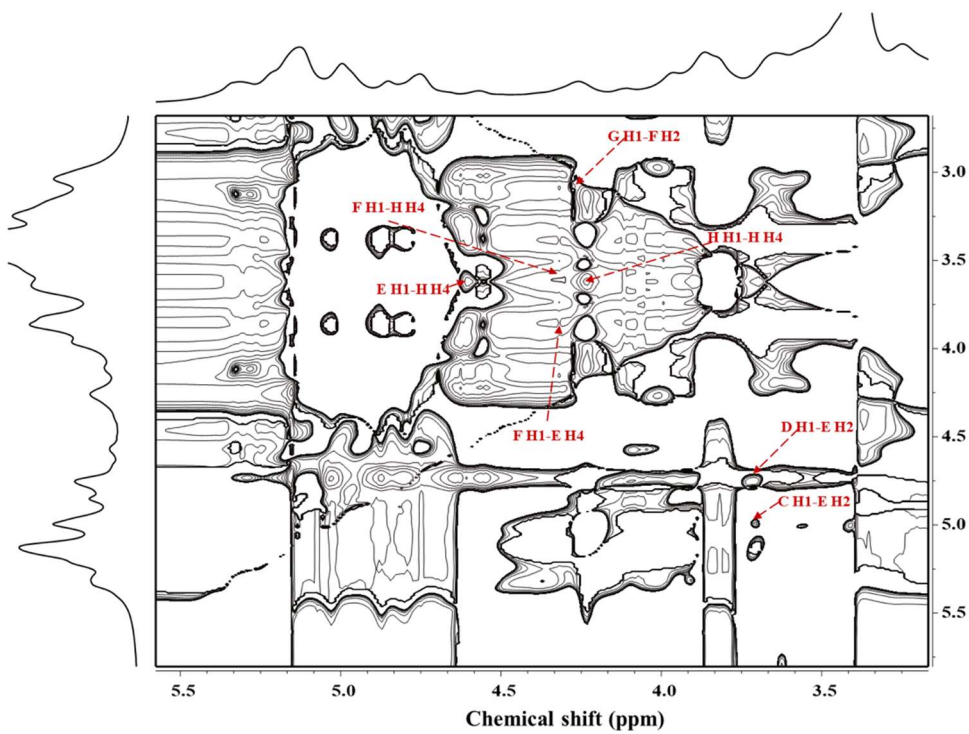 G H1-F H2
3.0
F H1-H H4
H H1-H H4
3.5
E H1-H H4
4.0
F H1-E H4
D H1-E H2
4.5
C H1-E H2
5.0
5.5
5.5 5.0 4.5 4.0 3.5
Chemical shift (ppm)